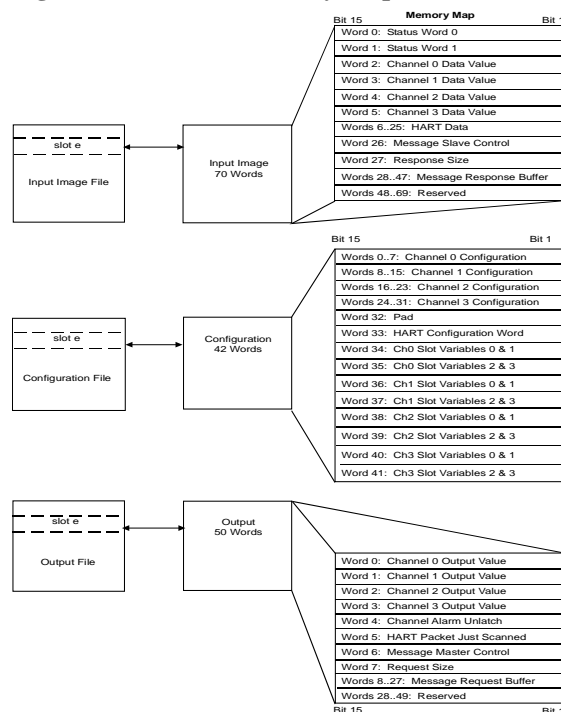 Memory Map
Bit 15 Bit 1
Word 0: Status Word 0
Word 1: Status Word 1
Word 2: Channel 0 Data Value
Word 3: Channel 1 Data Value
Word 4: Channel 2 Data Value
Word 5: Channel 3 Data Value
Words 6..25: HART Data
Word 26: Message Slave Control
Word 27: Response Size
Words 28..47: Message Response Buffer
Words 48..69: Reserved
slot e
Input Image File
Input Image
70 Words
Bit 15 Bit 1
Words 0..7: Channel 0 Configuration
Words 8..15: Channel 1 Configuration
Words 16..23: Channel 2 Configuration
Words 24..31: Channel 3 Configuration
Word 32: Pad
Word 33: HART Configuration Word
Word 34: Ch0 Slot Variables 0 & 1
Word 35: Ch0 Slot Variables 2 & 3
Word 36: Ch1 Slot Variables 0 & 1
Word 37: Ch1 Slot Variables 2 & 3
Word 38: Ch2 Slot Variables 0 & 1
Word 39: Ch2 Slot Variables 2 & 3
Word 40: Ch3 Slot Variables 0 & 1
Word 41: Ch3 Slot Variables 2 & 3
slot e
Configuration File
Configuration
42 Words
slot e
Output File
Output
50 Words
Word 0: Channel 0 Output Value
Word 1: Channel 1 Output Value
Word 2: Channel 2 Output Value
Word 3: Channel 3 Output Value
Word 4: Channel Alarm Unlatch
Word 5: HART Packet Just Scanned
Word 6: Message Master Control
Word 7: Request Size
Words 8..27: Message Request Buffer
Words 28..49: Reserved
Bit 15 Bit 1